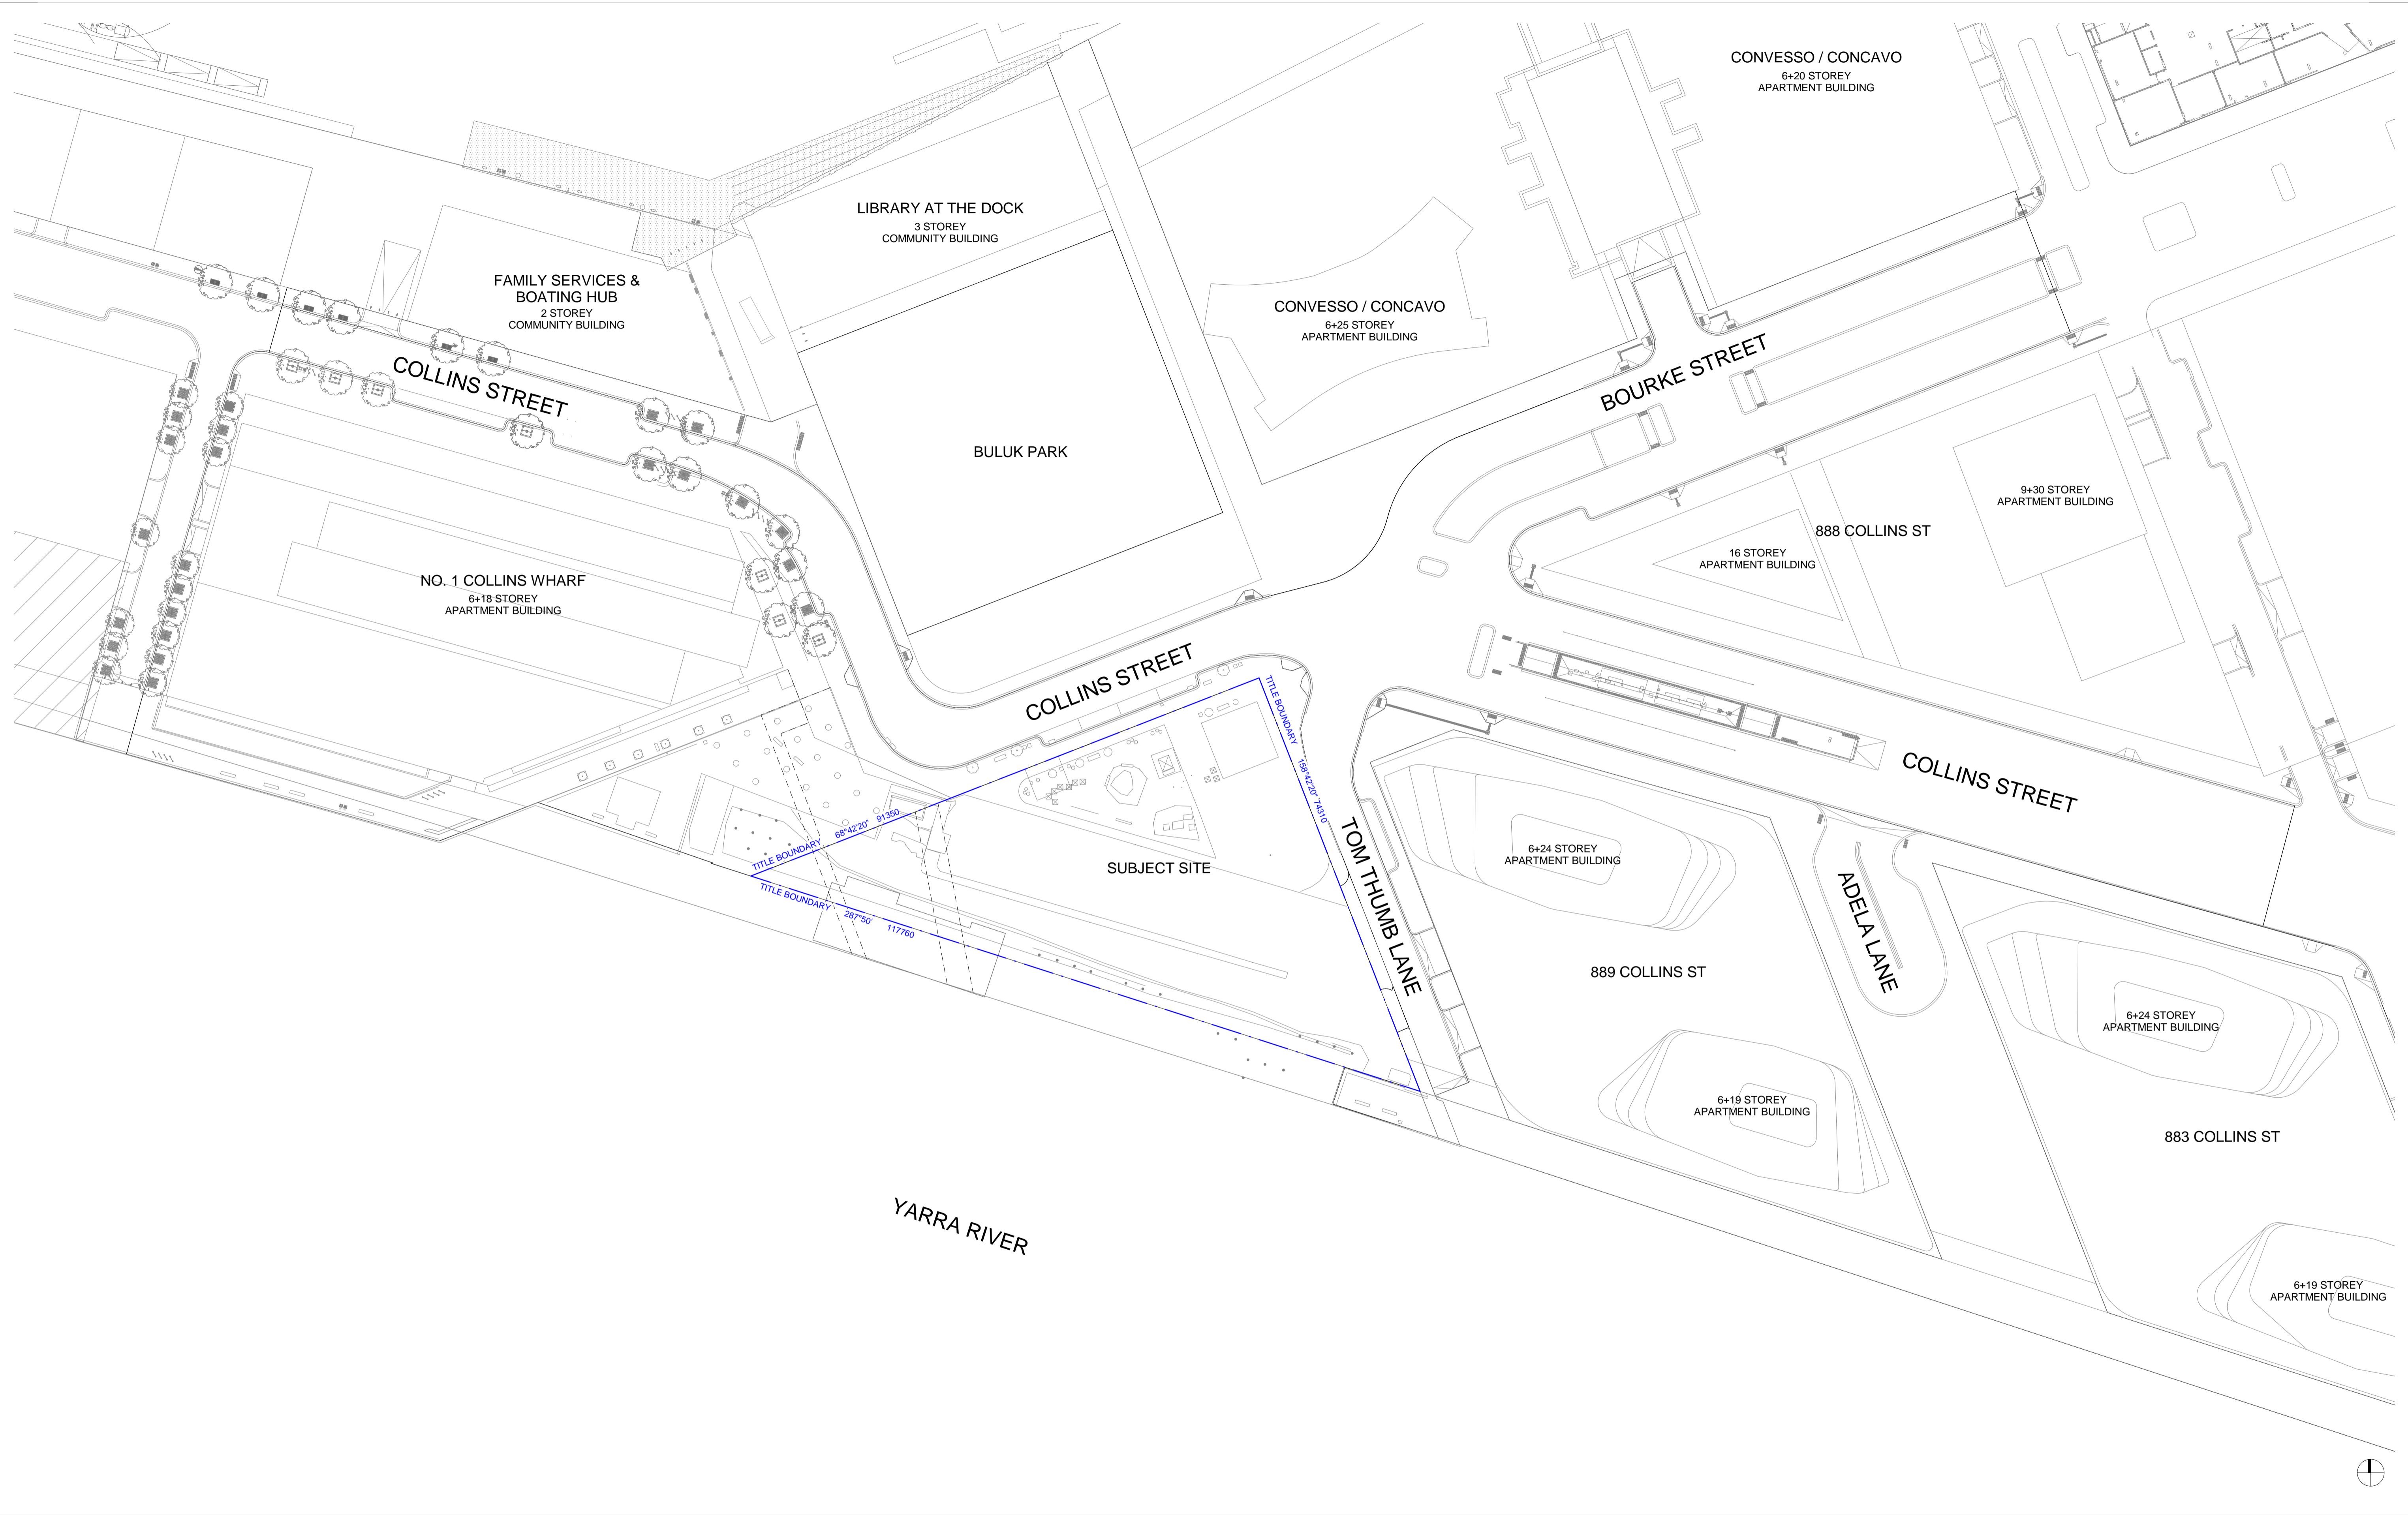 CONVESSO / CONCAVO
6+20 STOREY
APARTMENT BUILDING
LIBRARY AT THE DOCK
3 STOREY
COMMUNITY BUILDING
FAMILY SERVICES &
BOATING HUB
2 STOREY
COMMUNITY BUILDING
CONVESSO / CONCAVO
6+25 STOREY
APARTMENT BUILDING
COLLINS STREET
BOURKE STREET
BULUK PARK
9+30 STOREY
APARTMENT BUILDING
888 COLLINS ST
16 STOREY
APARTMENT BUILDING
NO. 1 COLLINS WHARF
6+18 STOREY
APARTMENT BUILDING
COLLINS STREET
TITLE BOUNDARY 158°42'20" 74310
COLLINS STREET
TITLE BOUNDARY 68°42'20" 91350
TOM THUMB LANE
6+24 STOREY
APARTMENT BUILDING
SUBJECT SITE
TITLE BOUNDARY 287°50' 117760
ADELA LANE
889 COLLINS ST
6+24 STOREY
APARTMENT BUILDING
6+19 STOREY
APARTMENT BUILDING
883 COLLINS ST
YARRA RIVER
6+19 STOREY
APARTMENT BUILDING